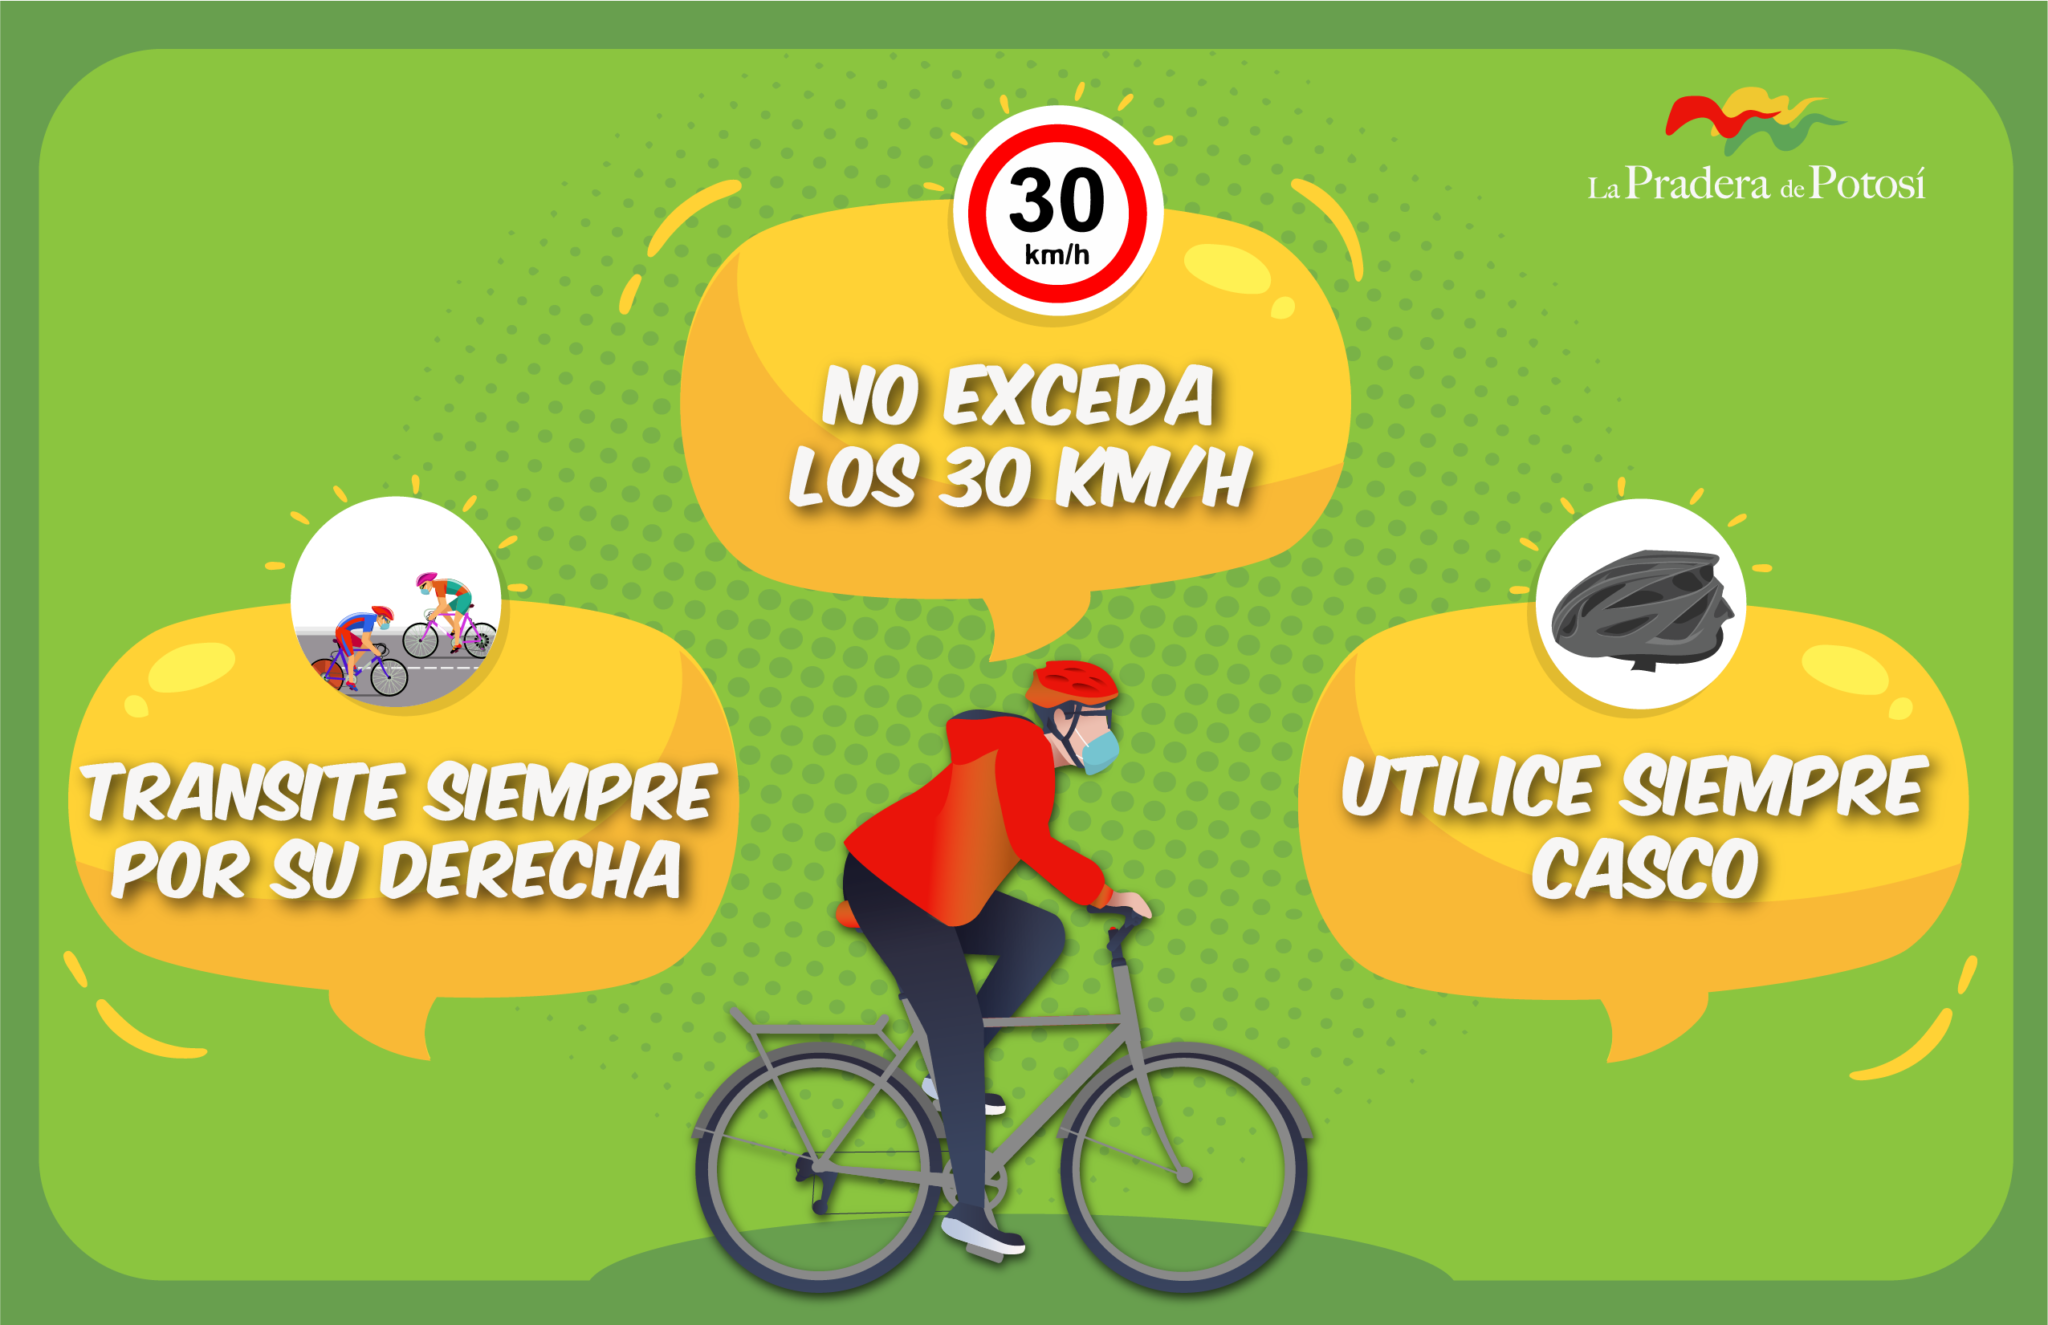 La Pradera de Potosí
30
km/h
NO EXCEDA
LOS 30 KM/H
TRANSITE SIEMPRE
POR SU DERECHA
UTILICE SIEMPRE
CASCO